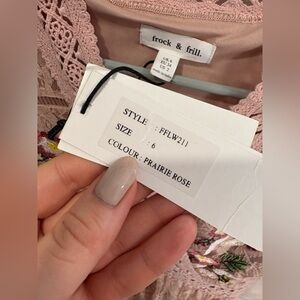 frock & frill.
STYLE : FFLW211
SIZE : 6
COLOUR : PRAIRIE ROSE